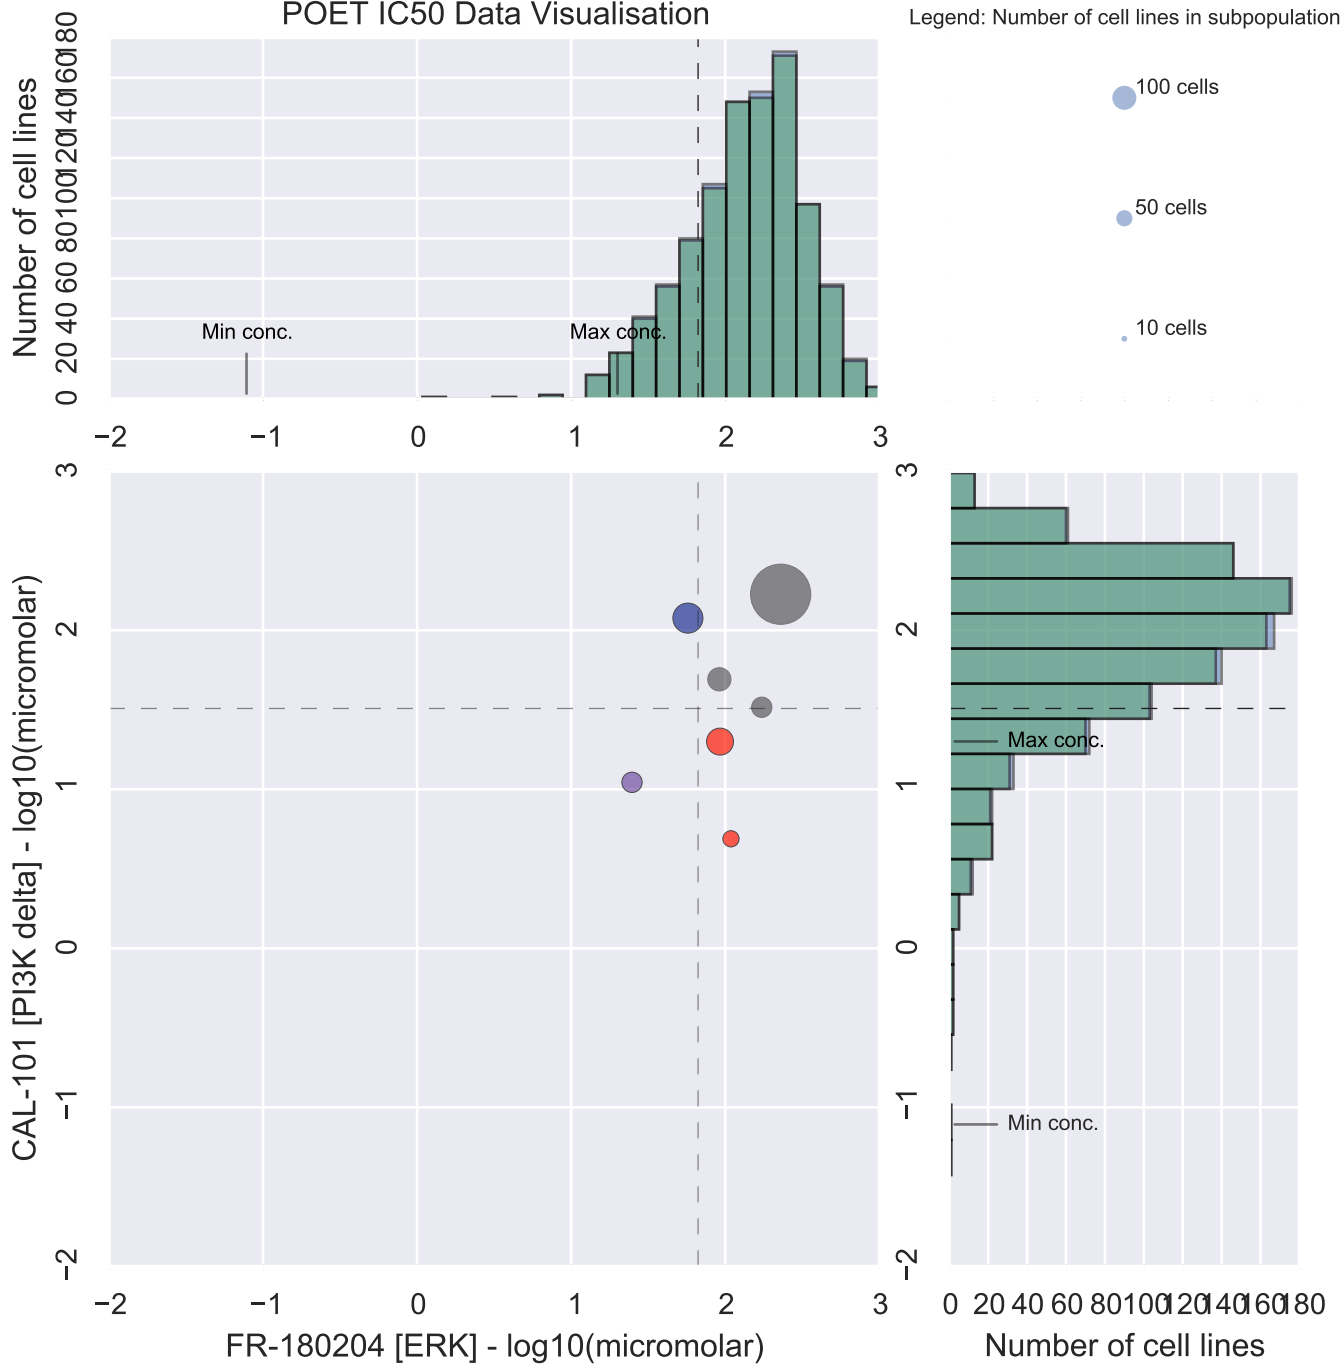 POET IC50 Data Visualisation
Legend: Number of cell lines in subpopulation
Number of cell lines
0 20 40 60 80 100 120 140 160 180
Min conc.
Max conc.
−2 −1 0 1 2 3
100 cells
50 cells
10 cells
CAL-101 [PI3K delta] - log10(micromolar)
3
2
1
0
−1
−2
−2 −1 0 1 2 3
FR-180204 [ERK] - log10(micromolar)
3
2
1
0
−1
−2
Max conc.
Min conc.
0 20 40 60 80 100 120 140 160 180
Number of cell lines